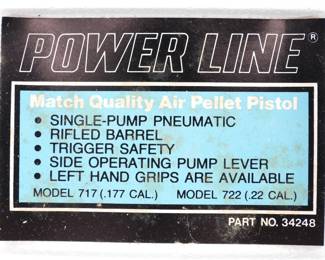 POWER LINE®
Match Quality Air Pellet Pistol
• SINGLE-PUMP PNEUMATIC
• RIFLED BARREL
• TRIGGER SAFETY
• SIDE OPERATING PUMP LEVER
• LEFT HAND GRIPS ARE AVAILABLE
MODEL 717 (.177 CAL.) MODEL 722 (.22 CAL.)
PART NO. 34248